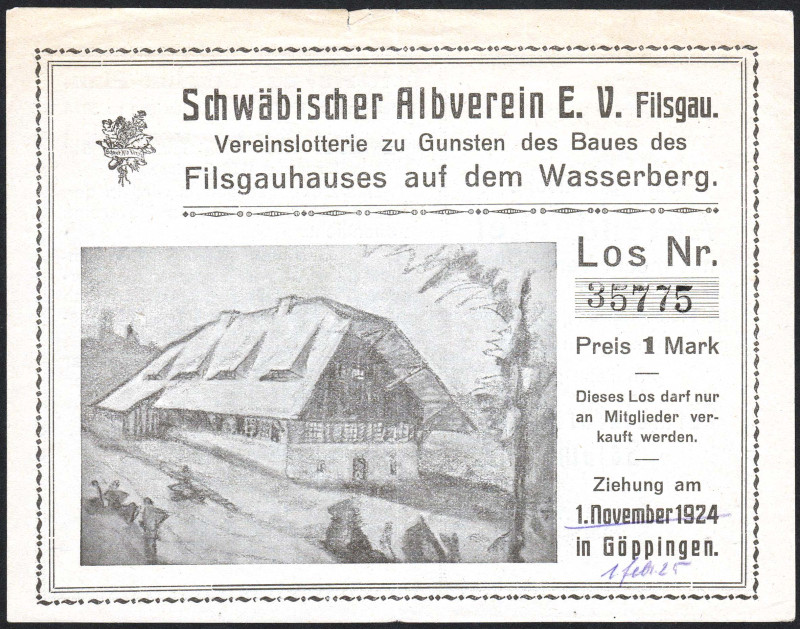 Schwäbischer Albverein E. V. Filsgau.
Vereinslotterie zu Gunsten des Baues des
Filsgauhauses auf dem Wasserberg.
Los Nr.
35775
Preis 1 Mark
Dieses Los darf nur
an Mitglieder ver-
kauft werden.
Ziehung am
1. November 1924
in Göppingen.
1. febr. 25